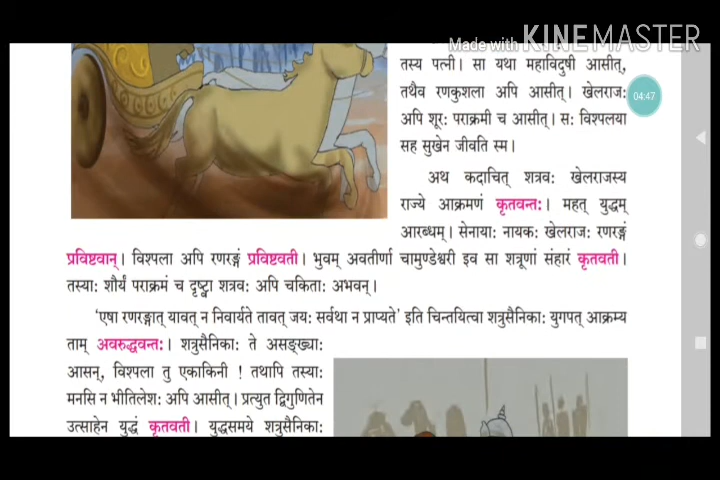 Made with KINEMASTER
तस्य पत्नी। सा यथा महाविदुषी आसीत्,
तथैव रणकुशला अपि आसीत्। खेलराजः
04:47
अपि शूरः पराक्रमी च आसीत्। सः विश्पलया
सह सुखेन जीवति स्म।
अथ कदाचित् शत्रवः खेलराजस्य
राज्ये आक्रमणं कृतवन्तः। महत् युद्धम्
आरब्धम्। सेनायाः नायकः खेलराजः रणरङ्गं
प्रविष्टवान्। विश्पला अपि रणरङ्गं प्रविष्टवती। भुवम् अवतीर्णा चामुण्डेश्वरी इव सा शत्रूणां संहारं कृतवती।
तस्याः शौर्यं पराक्रमं च दृष्ट्वा शत्रवः अपि चकिताः अभवन्।
‘एषा रणरङ्गात् यावत् न निवार्यते तावत् जयः सर्वथा न प्राप्यते’ इति चिन्तयित्वा शत्रुसैनिकाः युगपत् आक्रम्य
ताम् अवरुद्धवन्तः। शत्रुसैनिकाः ते असङ्ख्याः
आसन्, विश्पला तु एकाकिनी ! तथापि तस्याः
मनसि न भीतिलेशः अपि आसीत्। प्रत्युत द्विगुणितेन
उत्साहेन युद्धं कृतवती। युद्धसमये शत्रुसैनिकाः